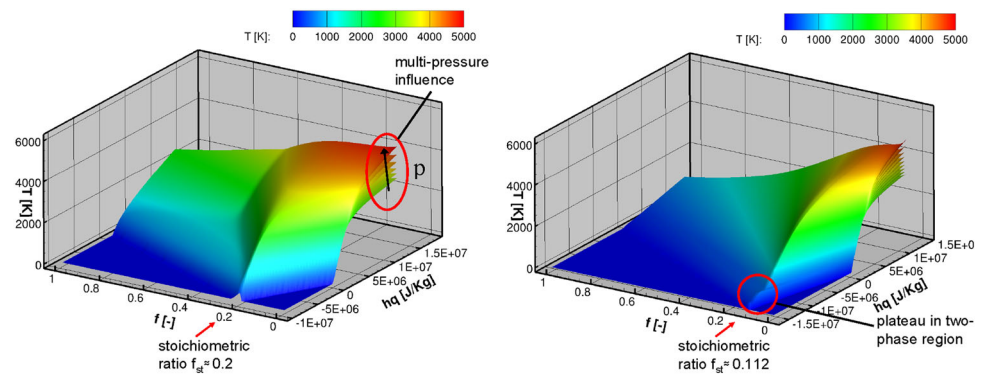 T [K]: 0 1000 2000 3000 4000 5000
multi-pressure
influence
p
6000
4000
2000
0
T [K]
1 0.8 0.6 0.4 0.2 0
f [-]
-1E+07 -5E+06 0 5E+06 1E+07 1.5E+07
hq [J/Kg]
stoichiometric
ratio fst≈ 0.2
T [K]: 0 1000 2000 3000 4000 5000
6000
4000
2000
0
T [K]
1 0.8 0.6 0.4 0.2 0
f [-]
-1.5E+07 -1E+07 -5E+06 0 5E+06 1E+07 1.5E+0
hq [J/Kg]
plateau in two-
phase region
stoichiometric
ratio fst≈ 0.112